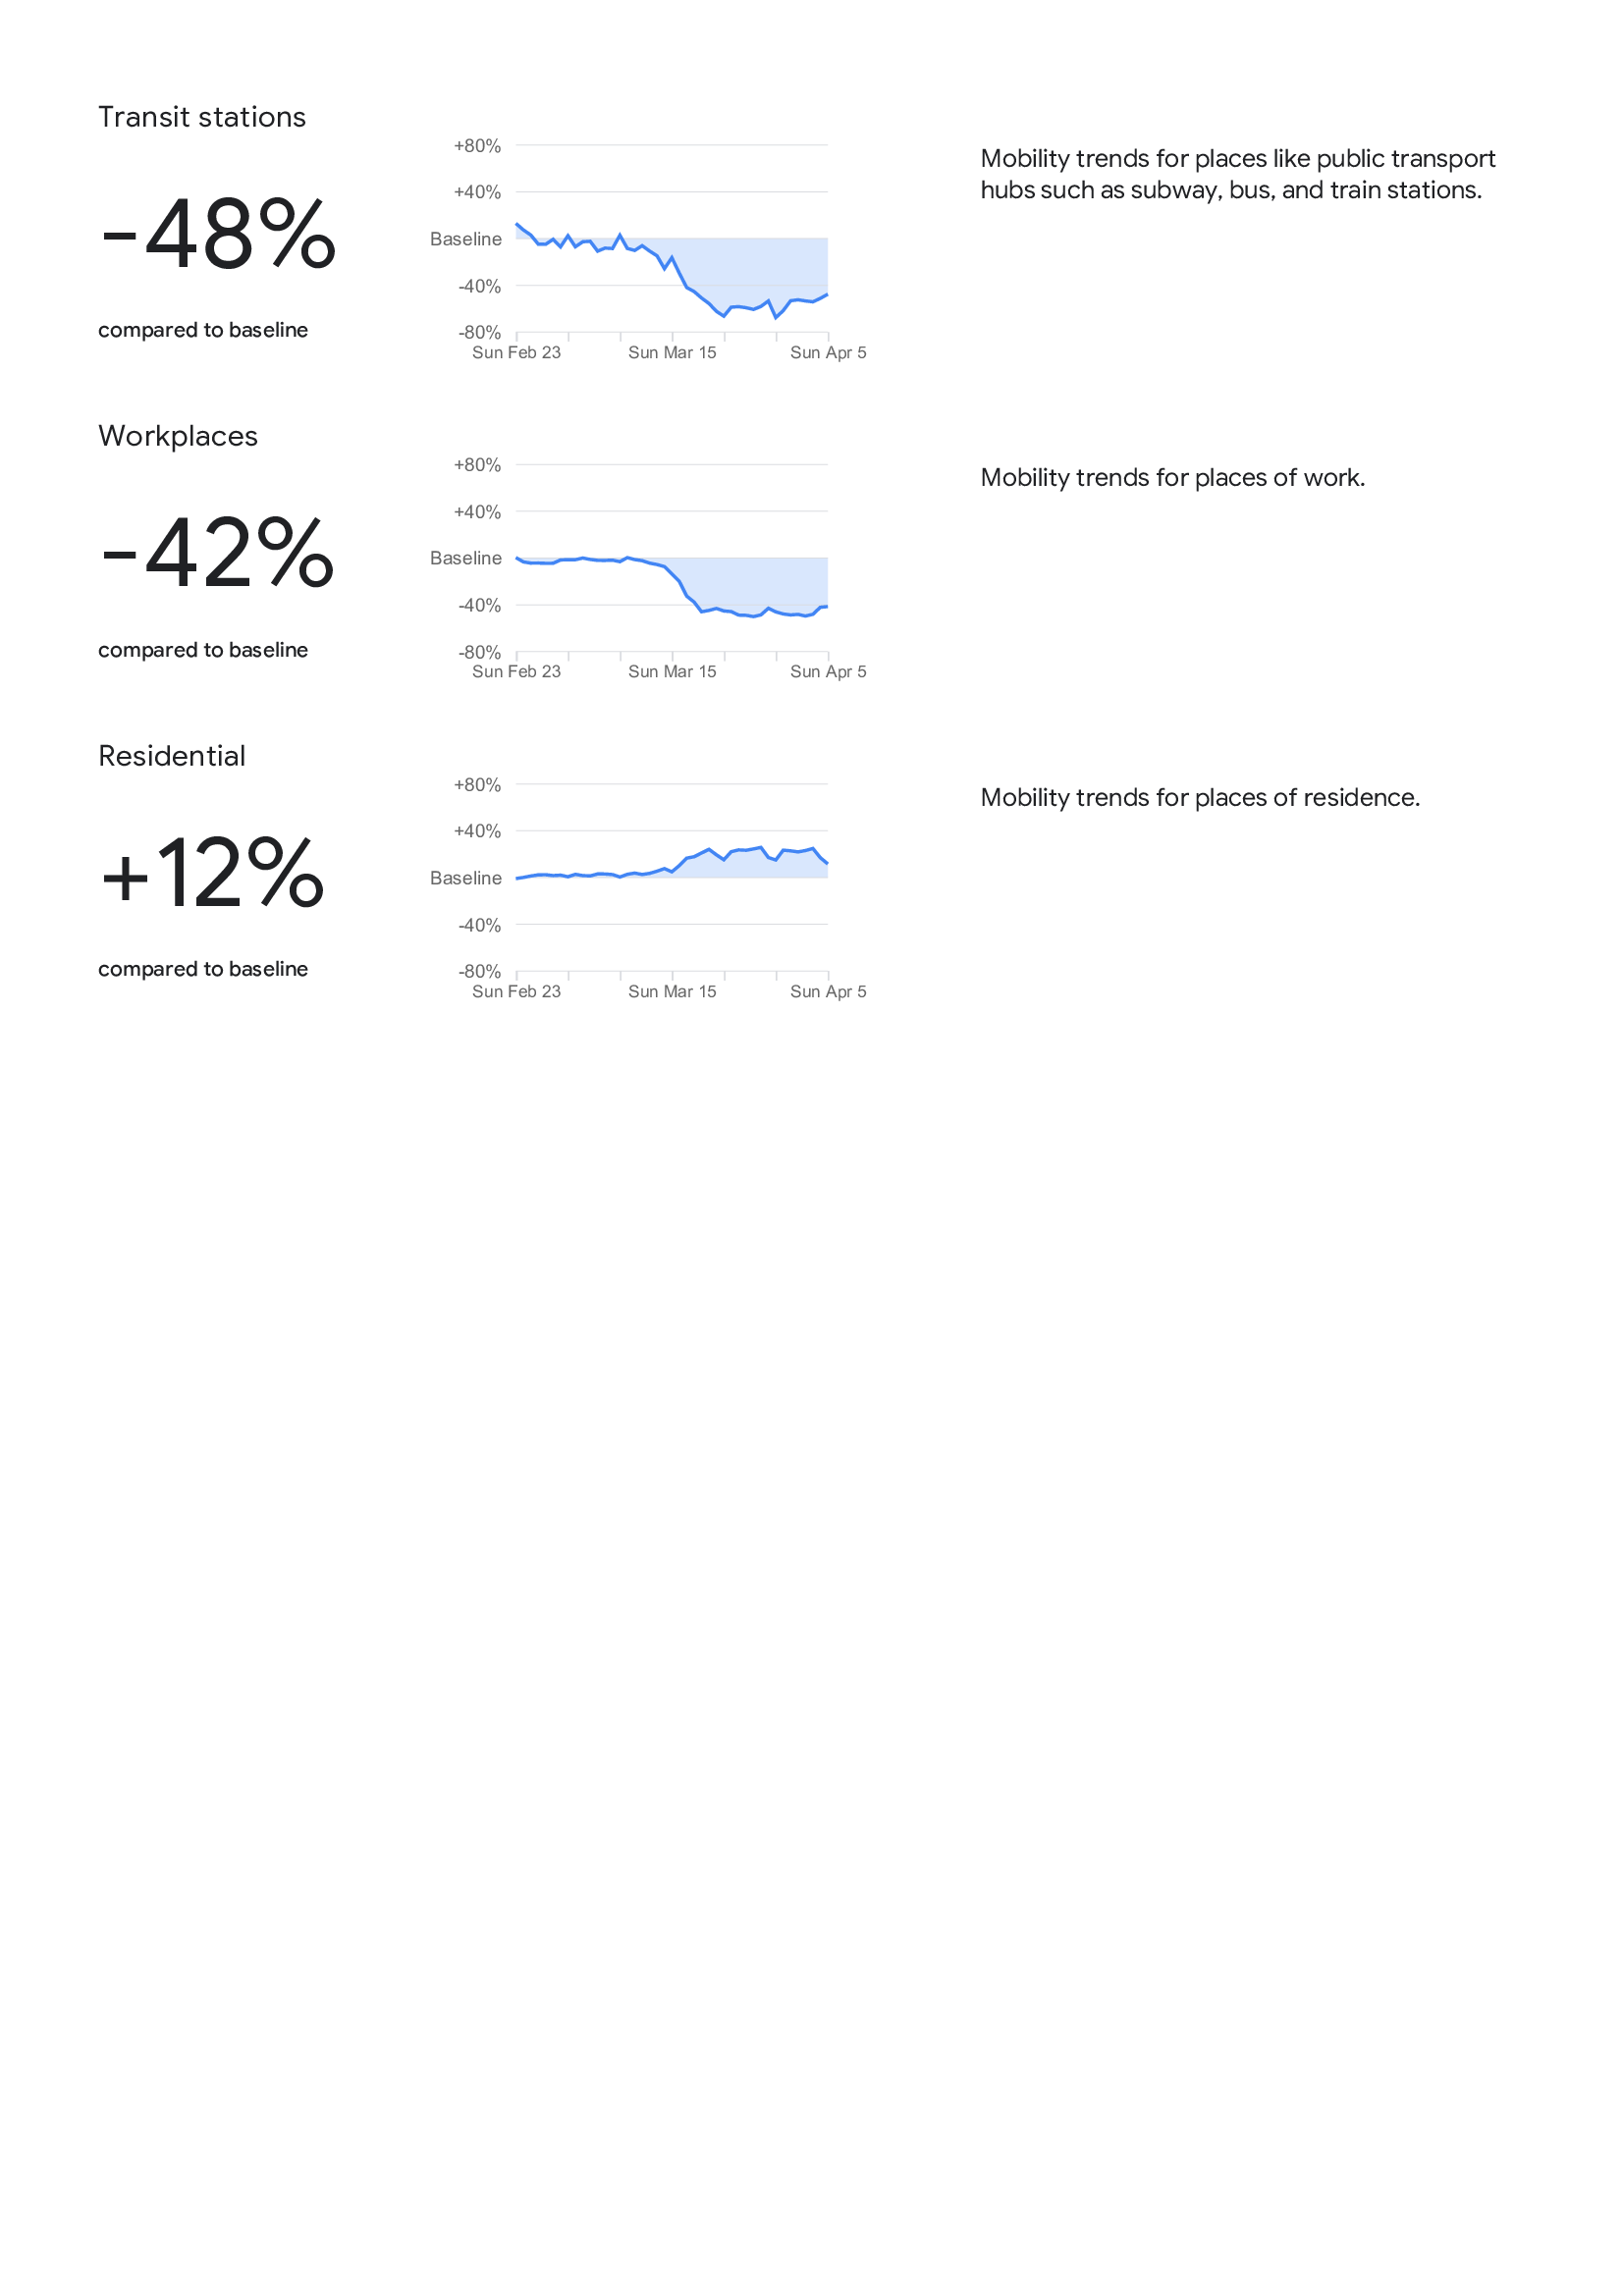 Transit stations
-48%
compared to baseline
+80%
+40%
Baseline
-40%
-80%
Sun Feb 23 Sun Mar 15 Sun Apr 5
Mobility trends for places like public transport
hubs such as subway, bus, and train stations.
Workplaces
-42%
compared to baseline
+80%
+40%
Baseline
-40%
-80%
Sun Feb 23 Sun Mar 15 Sun Apr 5
Mobility trends for places of work.
Residential
+12%
compared to baseline
+80%
+40%
Baseline
-40%
-80%
Sun Feb 23 Sun Mar 15 Sun Apr 5
Mobility trends for places of residence.